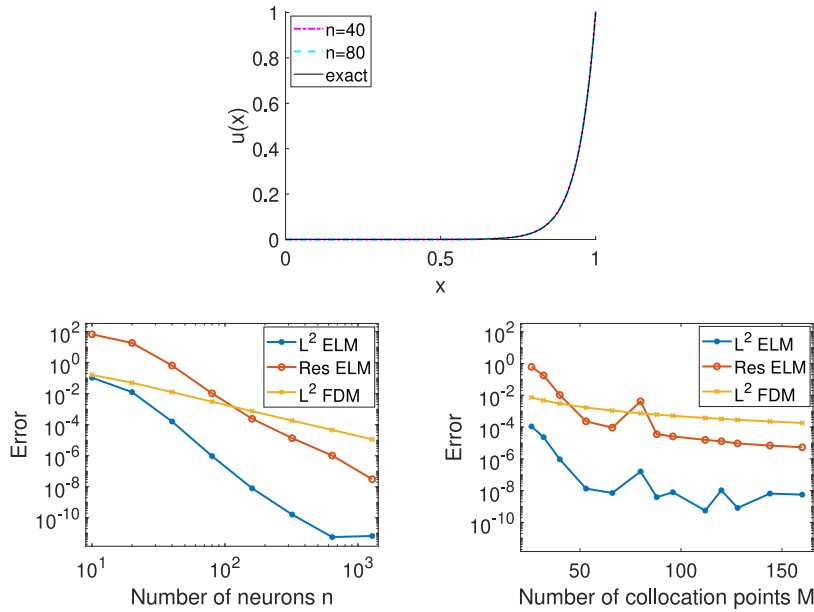 1
0.8
0.6
0.4
0.2
0
u(x)
n=40
n=80
exact
0
0.5
1
x
10^2
10^0
10^-2
10^-4
10^-6
10^-8
10^-10
Error
L^2 ELM
Res ELM
L^2 FDM
10^1
10^2
10^3
Number of neurons n
10^2
10^0
10^-2
10^-4
10^-6
10^-8
10^-10
Error
L^2 ELM
Res ELM
L^2 FDM
50
100
150
Number of collocation points M